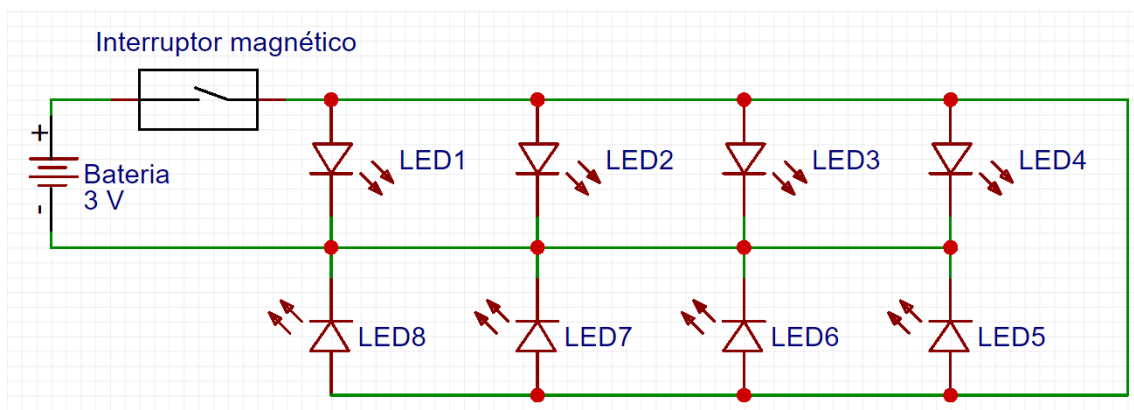 Interruptor magnético
+
Bateria
3 V
-
LED1
LED2
LED3
LED4
LED8
LED7
LED6
LED5